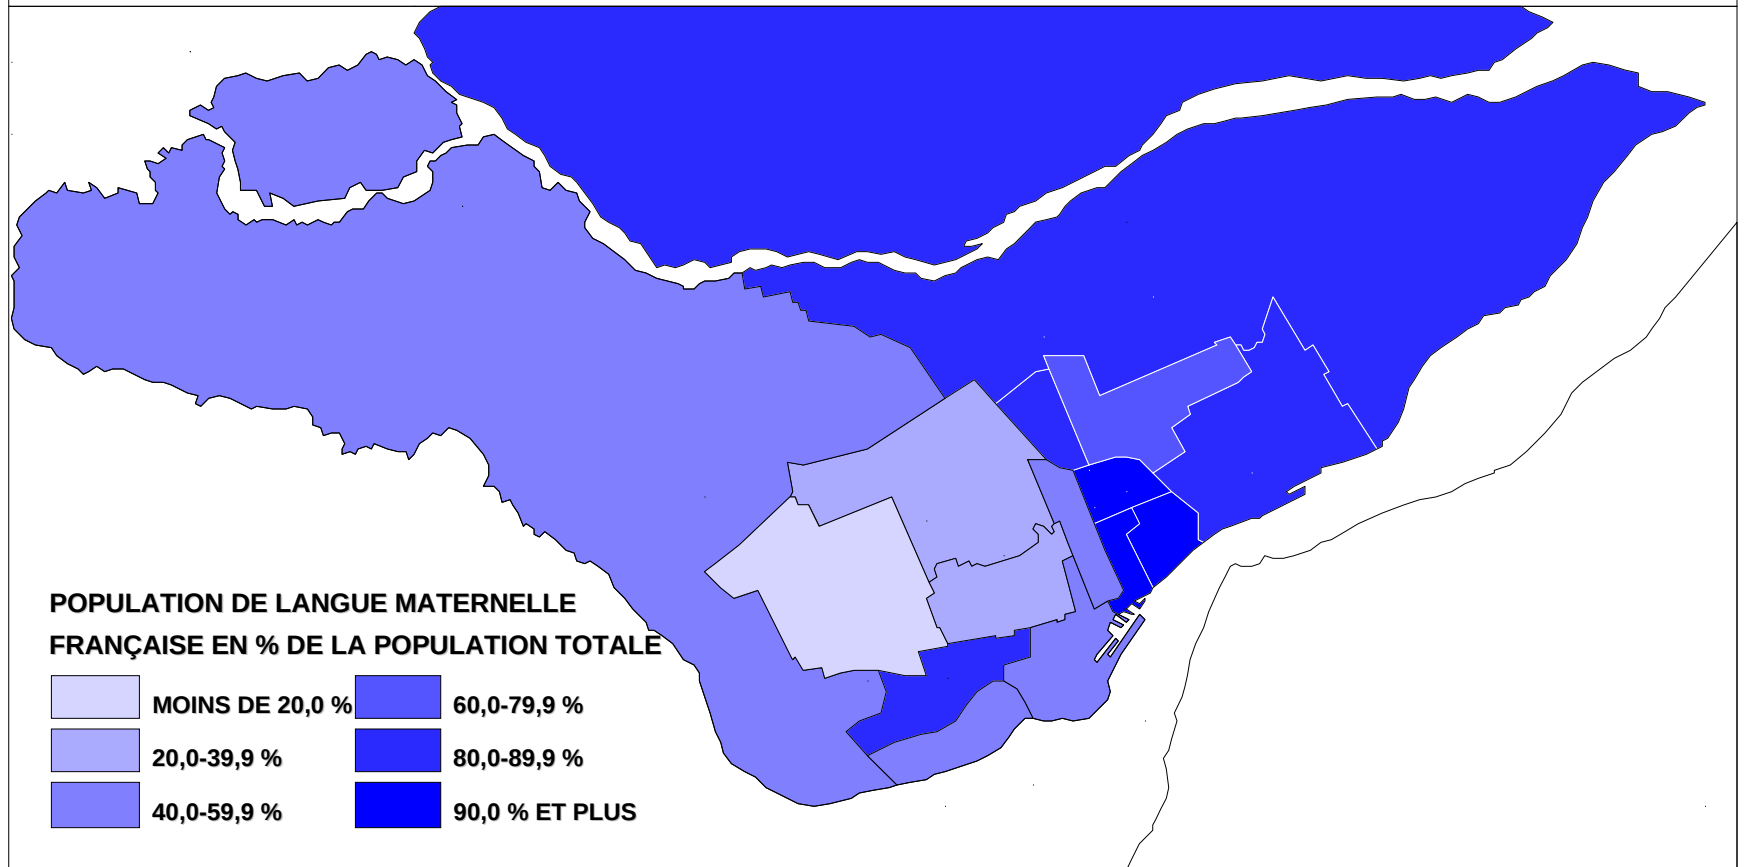 POPULATION DE LANGUE MATERNELLE
FRANÇAISE EN % DE LA POPULATION TOTALE
MOINS DE 20,0 %
20,0-39,9 %
40,0-59,9 %
60,0-79,9 %
80,0-89,9 %
90,0 % ET PLUS